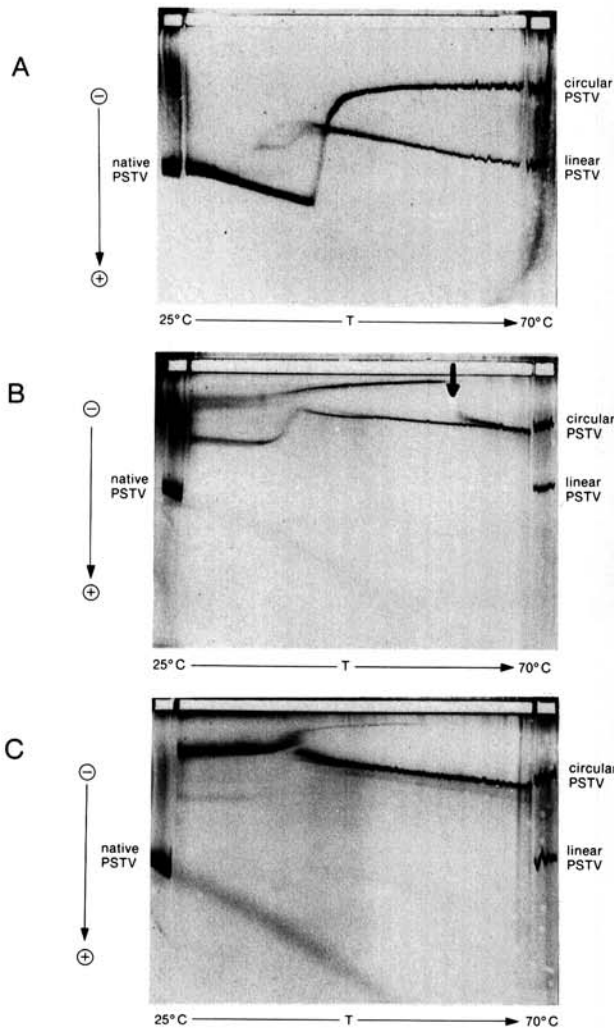 A
⊖
⊕
native
PSTV
circular
PSTV
linear
PSTV
25°C T 70°C
B
⊖
⊕
native
PSTV
circular
PSTV
linear
PSTV
25°C T 70°C
C
⊖
⊕
native
PSTV
circular
PSTV
linear
PSTV
25°C T 70°C